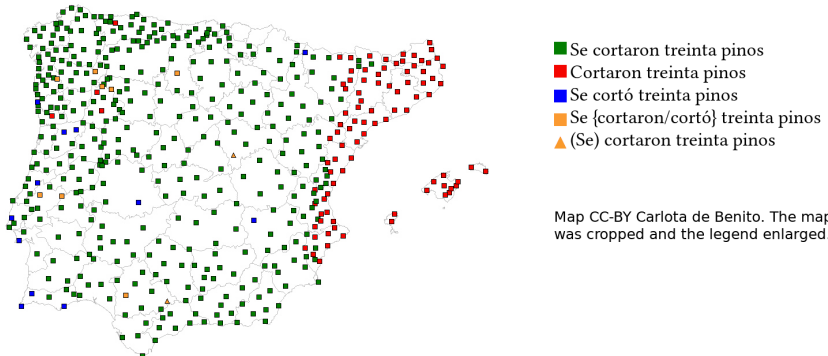 Se cortaron treinta pinos
Cortaron treinta pinos
Se cortó treinta pinos
Se {cortaron/cortó} treinta pinos
(Se) cortaron treinta pinos
Map CC-BY Carlota de Benito. The map
was cropped and the legend enlarged.